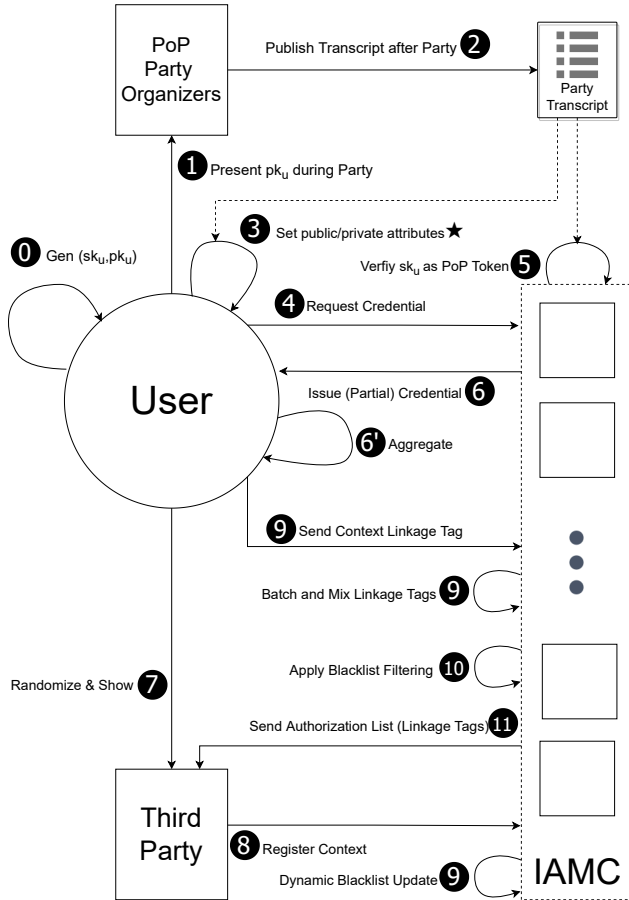 PoP
Party
Organizers
Publish Transcript after Party 2
Party
Transcript
1 Present pku during Party
0 Gen (sku,pku)
3 Set public/private attributes★
Verfiy sku as PoP Token 5
4 Request Credential
User
Issue (Partial) Credential 6
6' Aggregate
9 Send Context Linkage Tag
Batch and Mix Linkage Tags 9
Apply Blacklist Filtering 10
Randomize & Show 7
Send Authorization List (Linkage Tags) 11
Third
Party
8 Register Context
Dynamic Blacklist Update 9
IAMC